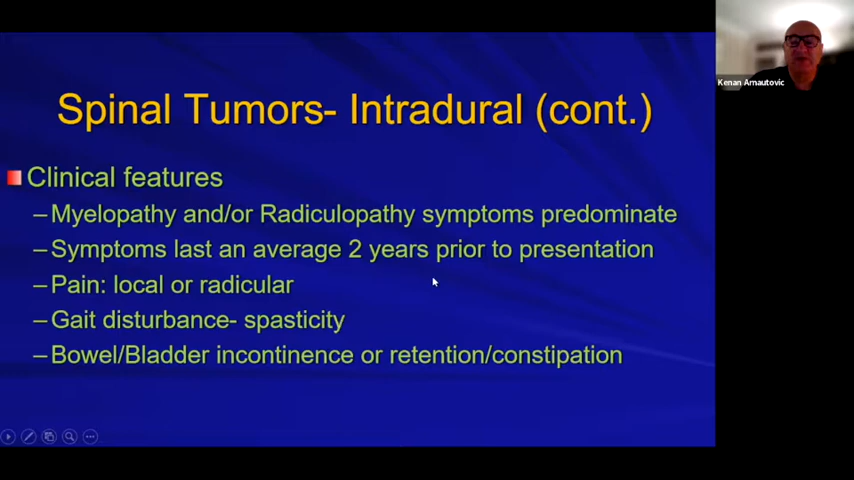 Spinal Tumors- Intradural (cont.)
Clinical features
–Myelopathy and/or Radiculopathy symptoms predominate
–Symptoms last an average 2 years prior to presentation
–Pain: local or radicular
–Gait disturbance- spasticity
–Bowel/Bladder incontinence or retention/constipation
Kenan Arnautovic